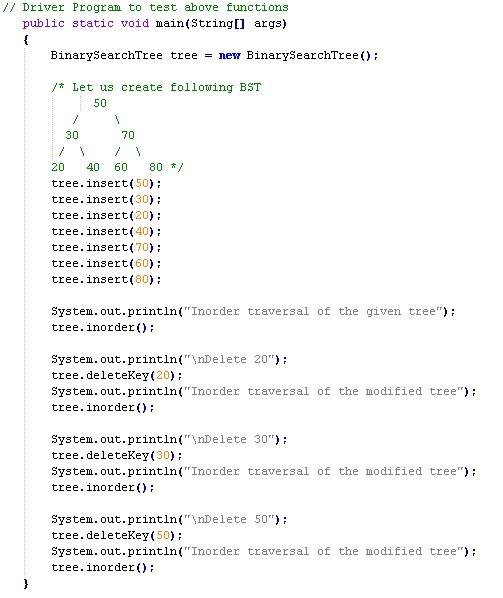 // Driver Program to test above functions
public static void main(String[] args)
{
BinarySearchTree tree = new BinarySearchTree();
/* Let us create following BST
50
/ \
30 70
/ \ / \
20 40 60 80 */
tree.insert(50);
tree.insert(30);
tree.insert(20);
tree.insert(40);
tree.insert(70);
tree.insert(60);
tree.insert(80);
System.out.println("Inorder traversal of the given tree");
tree.inorder();
System.out.println("\nDelete 20");
tree.deleteKey(20);
System.out.println("Inorder traversal of the modified tree");
tree.inorder();
System.out.println("\nDelete 30");
tree.deleteKey(30);
System.out.println("Inorder traversal of the modified tree");
tree.inorder();
System.out.println("\nDelete 50");
tree.deleteKey(50);
System.out.println("Inorder traversal of the modified tree");
tree.inorder();
}